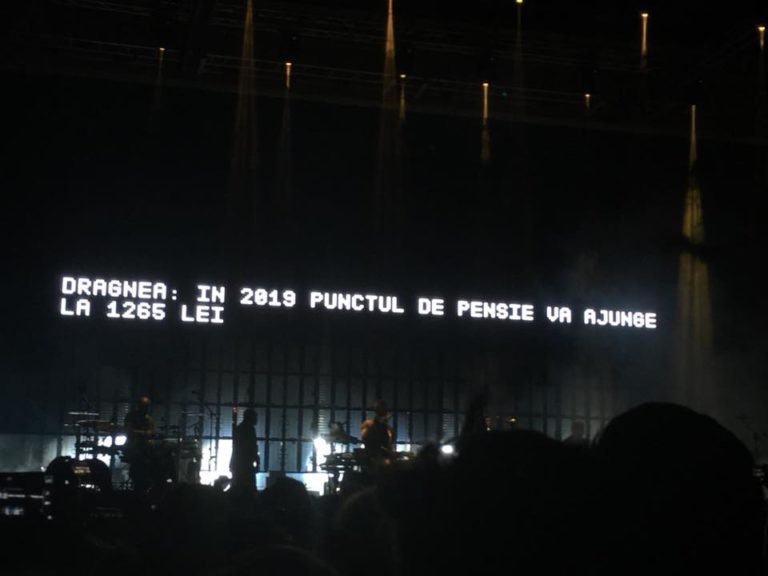 DRAGNEA: IN 2019 PUNCTUL DE PENSIE VA AJUNGE
LA 1265 LEI